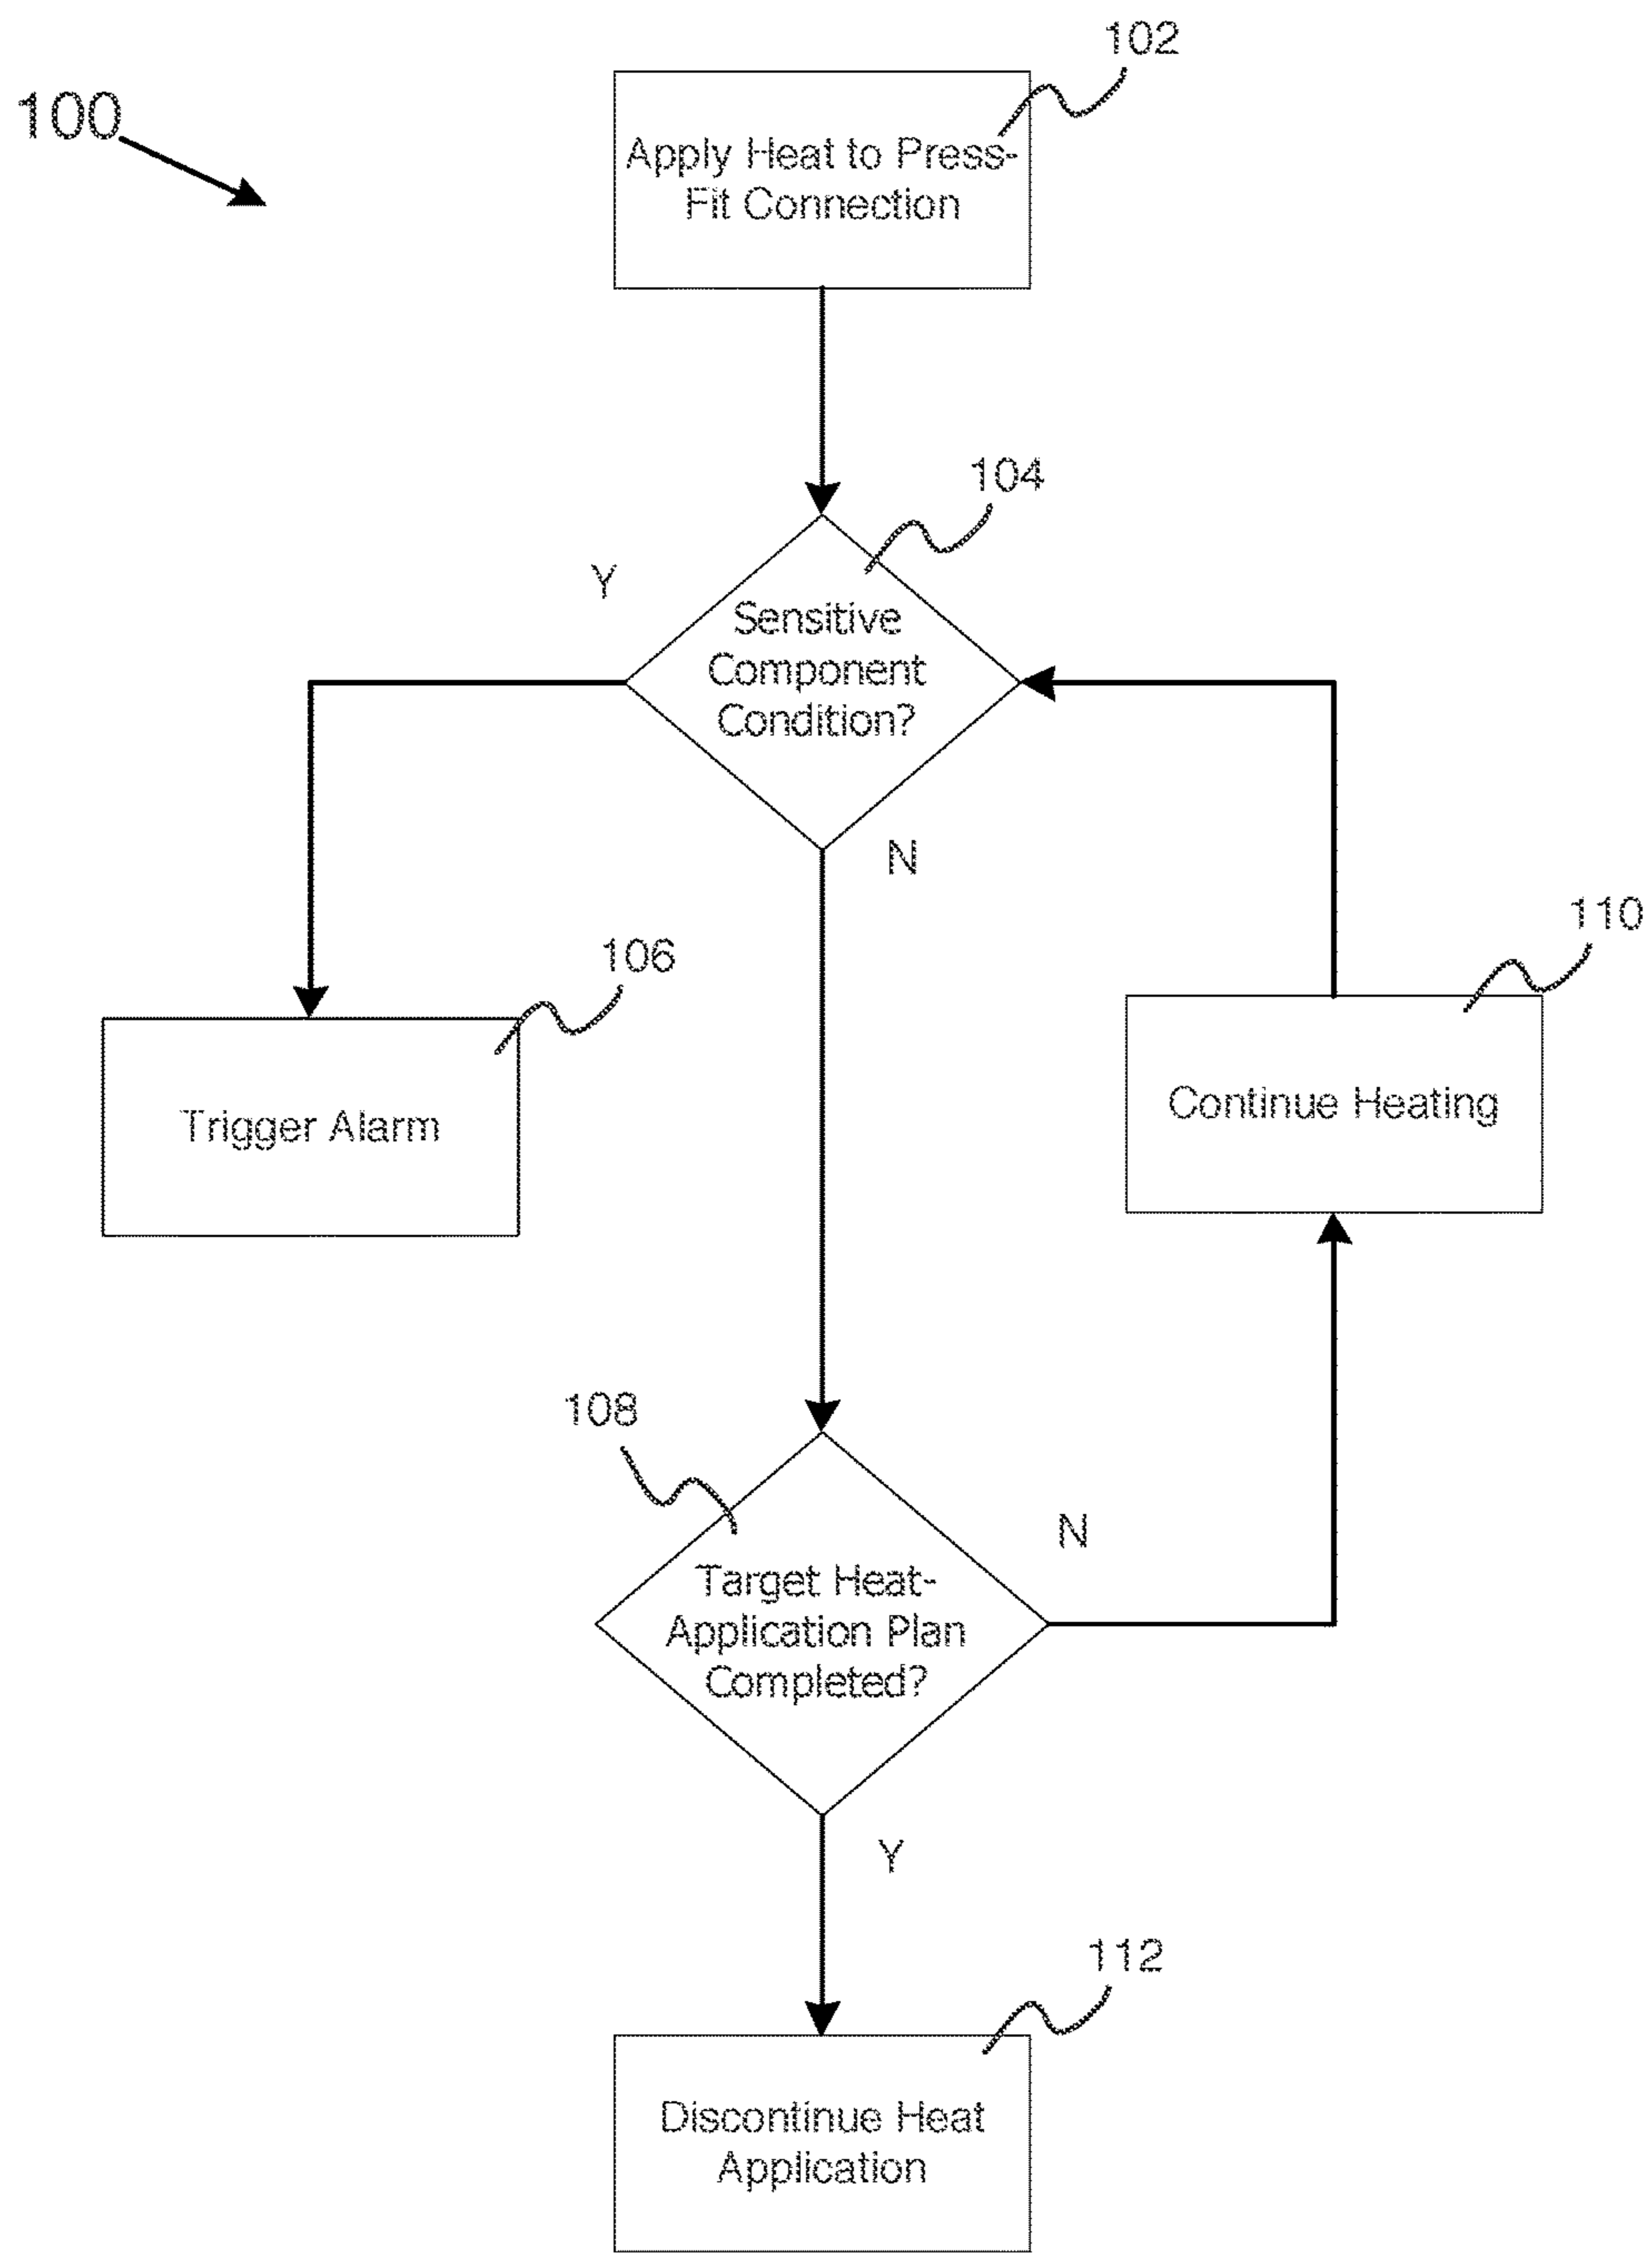 102
100
Apply Heat to Press-
Fit Connection
104
Y
Sensitive
Component
Condition?
N
110
106
Continue Heating
Trigger Alarm
108
N
Target Heat-
Application Plan
Completed?
Y
112
Discontinue Heat
Application